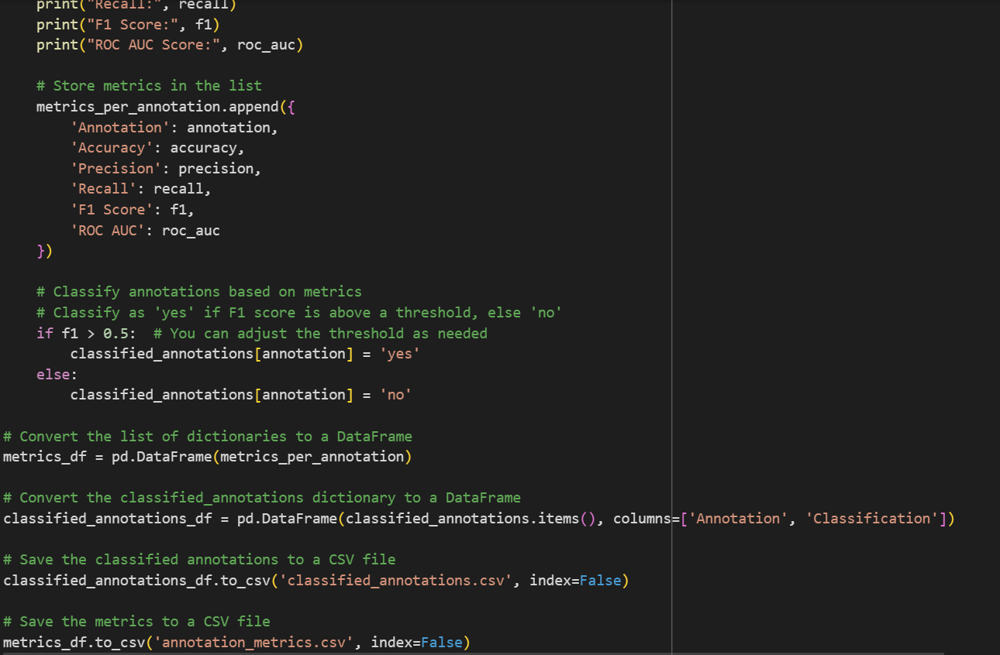 print("Recall:", recall)
print("F1 Score:", f1)
print("ROC AUC Score:", roc_auc)
# Store metrics in the list
metrics_per_annotation.append({
'Annotation': annotation,
'Accuracy': accuracy,
'Precision': precision,
'Recall': recall,
'F1 Score': f1,
'ROC AUC': roc_auc
})
# Classify annotations based on metrics
# Classify as 'yes' if F1 score is above a threshold, else 'no'
if f1 > 0.5:  # You can adjust the threshold as needed
classified_annotations[annotation] = 'yes'
else:
classified_annotations[annotation] = 'no'
# Convert the list of dictionaries to a DataFrame
metrics_df = pd.DataFrame(metrics_per_annotation)
# Convert the classified_annotations dictionary to a DataFrame
classified_annotations_df = pd.DataFrame(classified_annotations.items(), columns=['Annotation', 'Classification'])
# Save the classified annotations to a CSV file
classified_annotations_df.to_csv('classified_annotations.csv', index=False)
# Save the metrics to a CSV file
metrics_df.to_csv('annotation_metrics.csv', index=False)